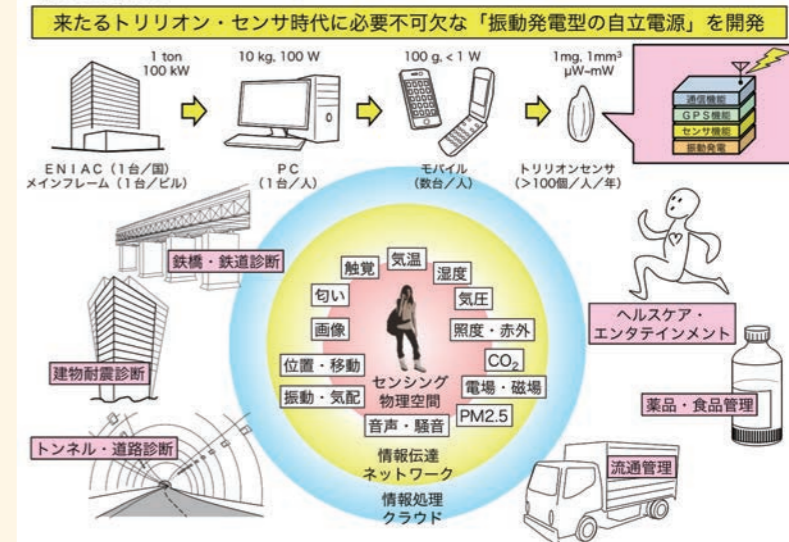 来たるトリリオン・センサ時代に必要不可欠な「振動発電型の自立電源」を開発
1 ton
100 kW
10 kg, 100 W
100 g, < 1 W
1mg, 1mm³
μW~mW
通信機能
GPS機能
センサ機能
振動発電
ENIAC（1台／国）
メインフレーム（1台／ビル）
PC
（1台／人）
モバイル
（数台／人）
トリリオンセンサ
（>100個／人／年）
鉄橋・鉄道診断
建物耐震診断
トンネル・道路診断
気温
触覚
湿度
匂い
気圧
画像
照度・赤外
位置・移動
CO₂
振動・気配
電場・磁場
音声・騒音
PM2.5
センシング
物理空間
情報伝達
ネットワーク
情報処理
クラウド
ヘルスケア・
エンタテインメント
薬品・食品管理
流通管理